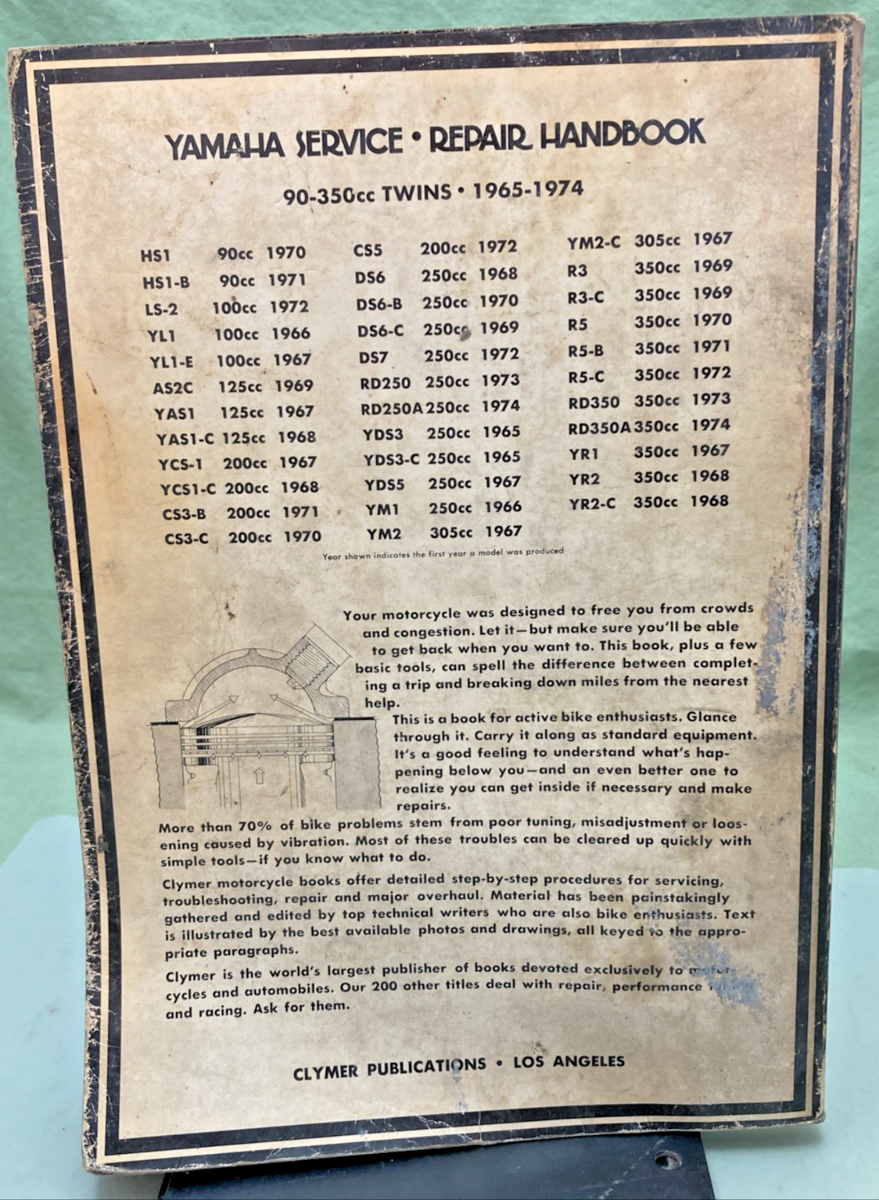 YAMAHA SERVICE • REPAIR HANDBOOK
90-350cc TWINS • 1965-1974
HS1 90cc 1970
HS1-B 90cc 1971
LS-2 100cc 1972
YL1 100cc 1966
YL1-E 100cc 1967
AS2C 125cc 1969
YAS1 125cc 1967
YAS1-C 125cc 1968
YCS-1 200cc 1967
YCS1-C 200cc 1968
CS3-B 200cc 1971
CS3-C 200cc 1970
CS5 200cc 1972
DS6 250cc 1968
DS6-B 250cc 1970
DS6-C 250cc 1969
DS7 250cc 1972
RD250 250cc 1973
RD250A 250cc 1974
YDS3 250cc 1965
YDS3-C 250cc 1965
YDS5 250cc 1967
YM1 250cc 1966
YM2 305cc 1967
YM2-C 305cc 1967
R3 350cc 1969
R3-C 350cc 1969
R5 350cc 1970
R5-B 350cc 1971
R5-C 350cc 1972
RD350 350cc 1973
RD350A 350cc 1974
YR1 350cc 1967
YR2 350cc 1968
YR2-C 350cc 1968
Year shown indicates the first year a model was produced
Your motorcycle was designed to free you from crowds
and congestion. Let it—but make sure you'll be able
to get back when you want to. This book, plus a few
basic tools, can spell the difference between complet-
ing a trip and breaking down miles from the nearest
help.
This is a book for active bike enthusiasts. Glance
through it. Carry it along as standard equipment.
It's a good feeling to understand what's hap-
pening below you—and an even better one to
realize you can get inside if necessary and make
repairs.
More than 70% of bike problems stem from poor tuning, misadjustment or loos-
ening caused by vibration. Most of these troubles can be cleared up quickly with
simple tools—if you know what to do.
Clymer motorcycle books offer detailed step-by-step procedures for servicing,
troubleshooting, repair and major overhaul. Material has been painstakingly
gathered and edited by top technical writers who are also bike enthusiasts. Text
is illustrated by the best available photos and drawings, all keyed to the appro-
priate paragraphs.
Clymer is the world's largest publisher of books devoted exclusively to motor-
cycles and automobiles. Our 200 other titles deal with repair, performance
and racing. Ask for them.
CLYMER PUBLICATIONS • LOS ANGELES